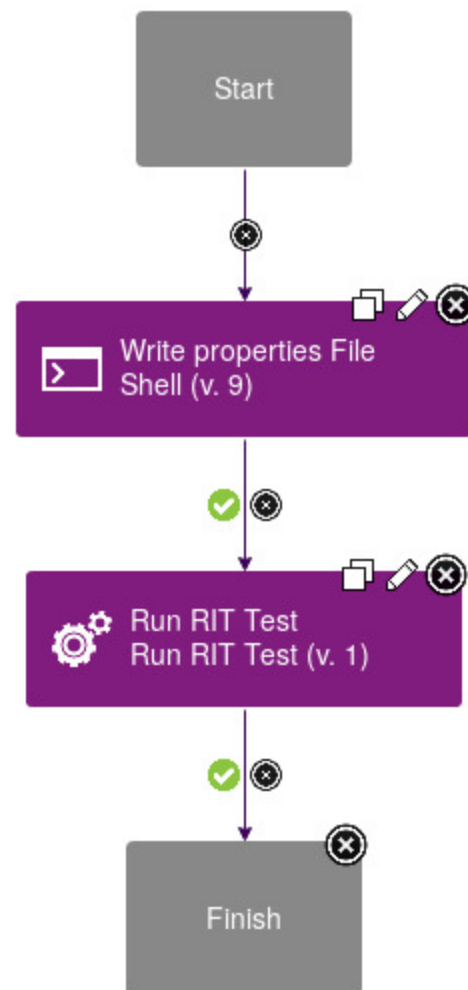 Start
Write properties File
Shell (v. 9)
Run RIT Test
Run RIT Test (v. 1)
Finish